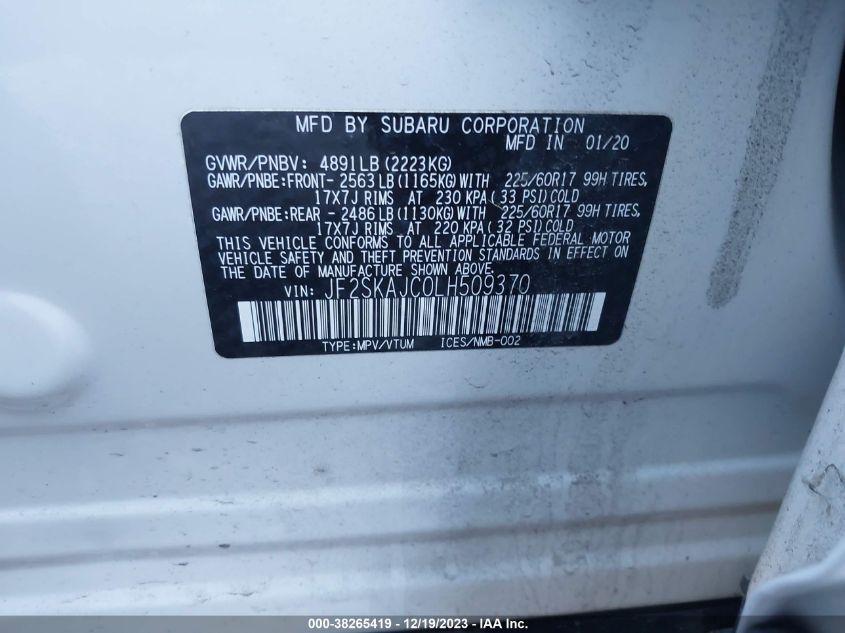 MFD BY SUBARU CORPORATION
MFD IN 01/20
GVWR/PNBV: 4891LB (2223KG)
GAWR/PNBE:FRONT- 2563 LB (1165KG) WITH 225/60R17 99H TIRES,
17X7J RIMS AT 230 KPA ( 33 PSI) COLD
GAWR/PNBE:REAR - 2486 LB (1130KG) WITH 225/60R17 99H TIRES,
17X7J RIMS AT 220 KPA ( 32 PSI) COLD
THIS VEHICLE CONFORMS TO ALL APPLICABLE FEDERAL MOTOR
VEHICLE SAFETY AND THEFT PREVENTION STANDARDS IN EFFECT ON
THE DATE OF MANUFACTURE SHOWN ABOVE.
VIN: JF2SKAJC0LH509370
TYPE:MPV/VTUM ICES/NMB-002
000-38265419 - 12/19/2023 - IAA, Inc.